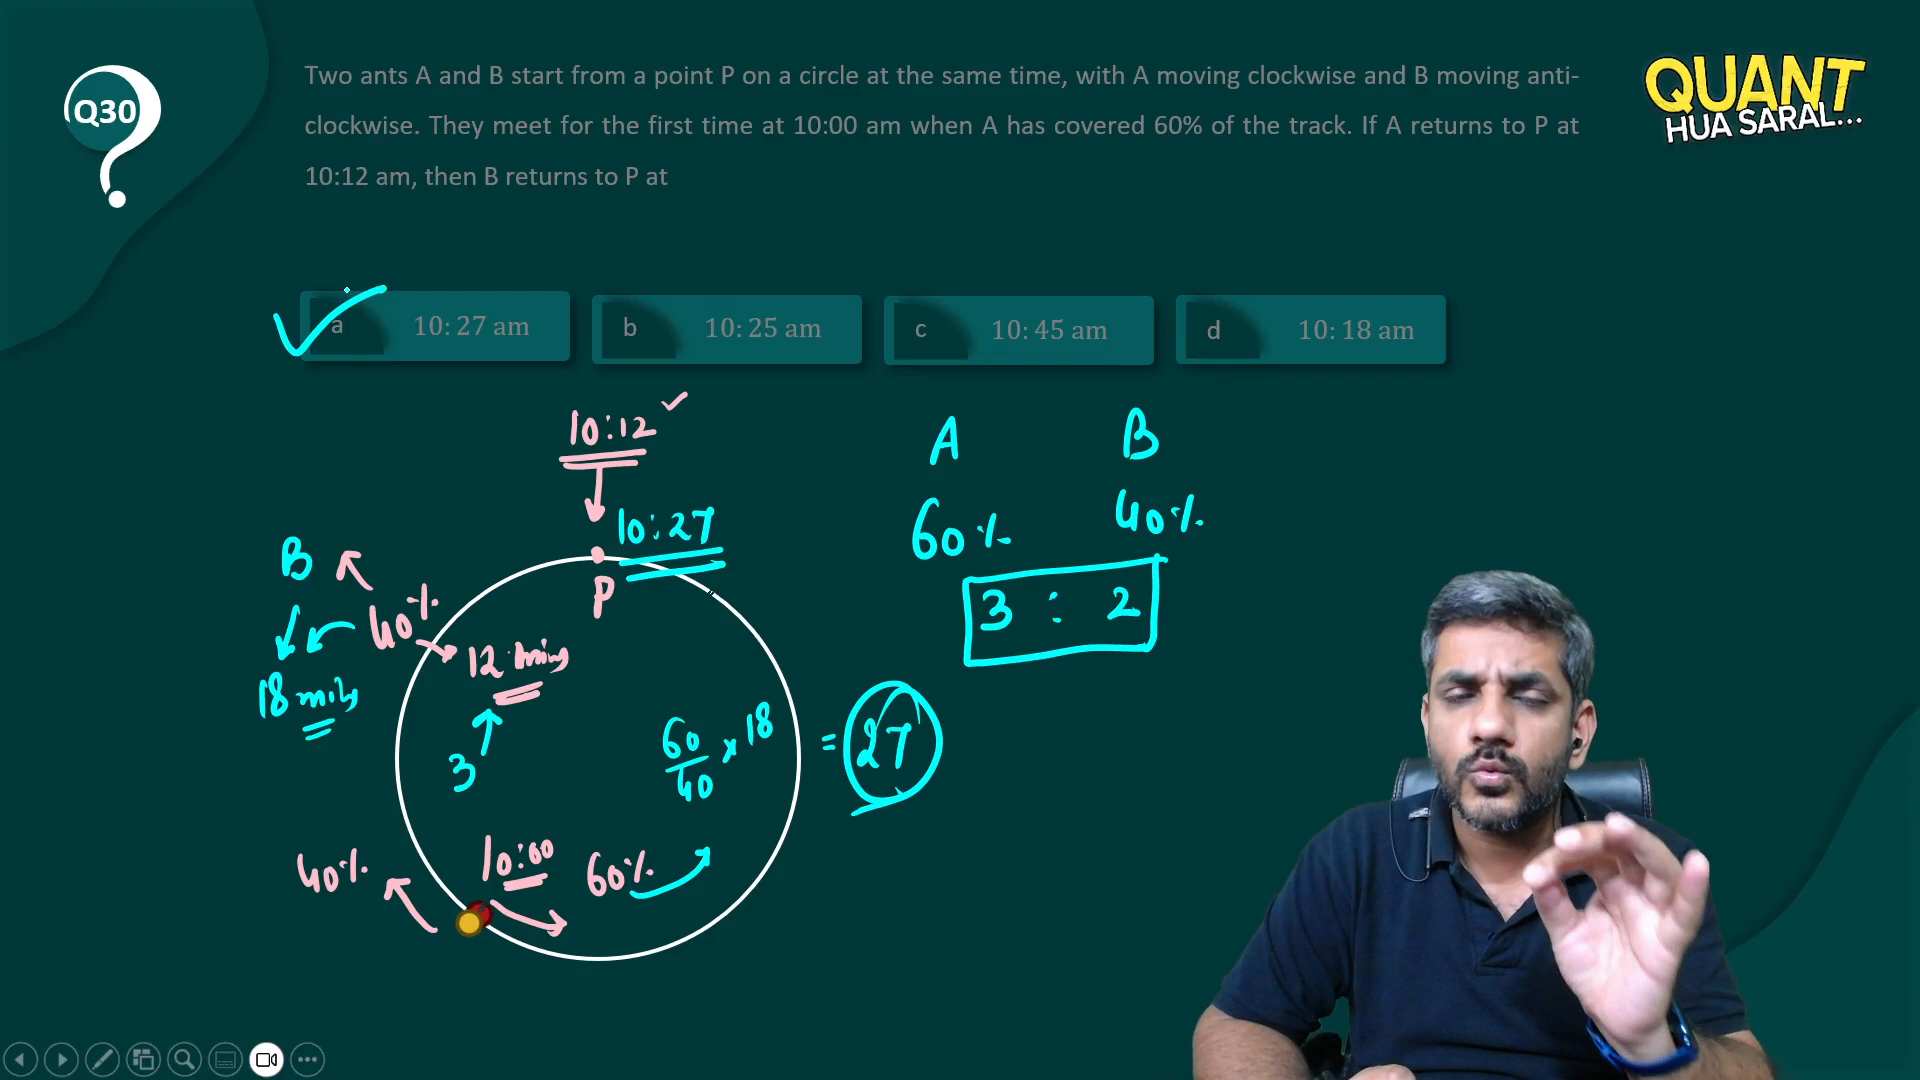 Q30
Two ants A and B start from a point P on a circle at the same time, with A moving clockwise and B moving anti-
clockwise. They meet for the first time at 10:00 am when A has covered 60% of the track. If A returns to P at
10:12 am, then B returns to P at
QUANT
HUA SARAL...
a 10: 27 am
b 10: 25 am
c 10: 45 am
d 10: 18 am
10:12
A B
10:27
60% 40%
B
P
3 : 2
40%
12 mins
18 mins
60/40 × 18 = 27
3
10:00
40%
60%